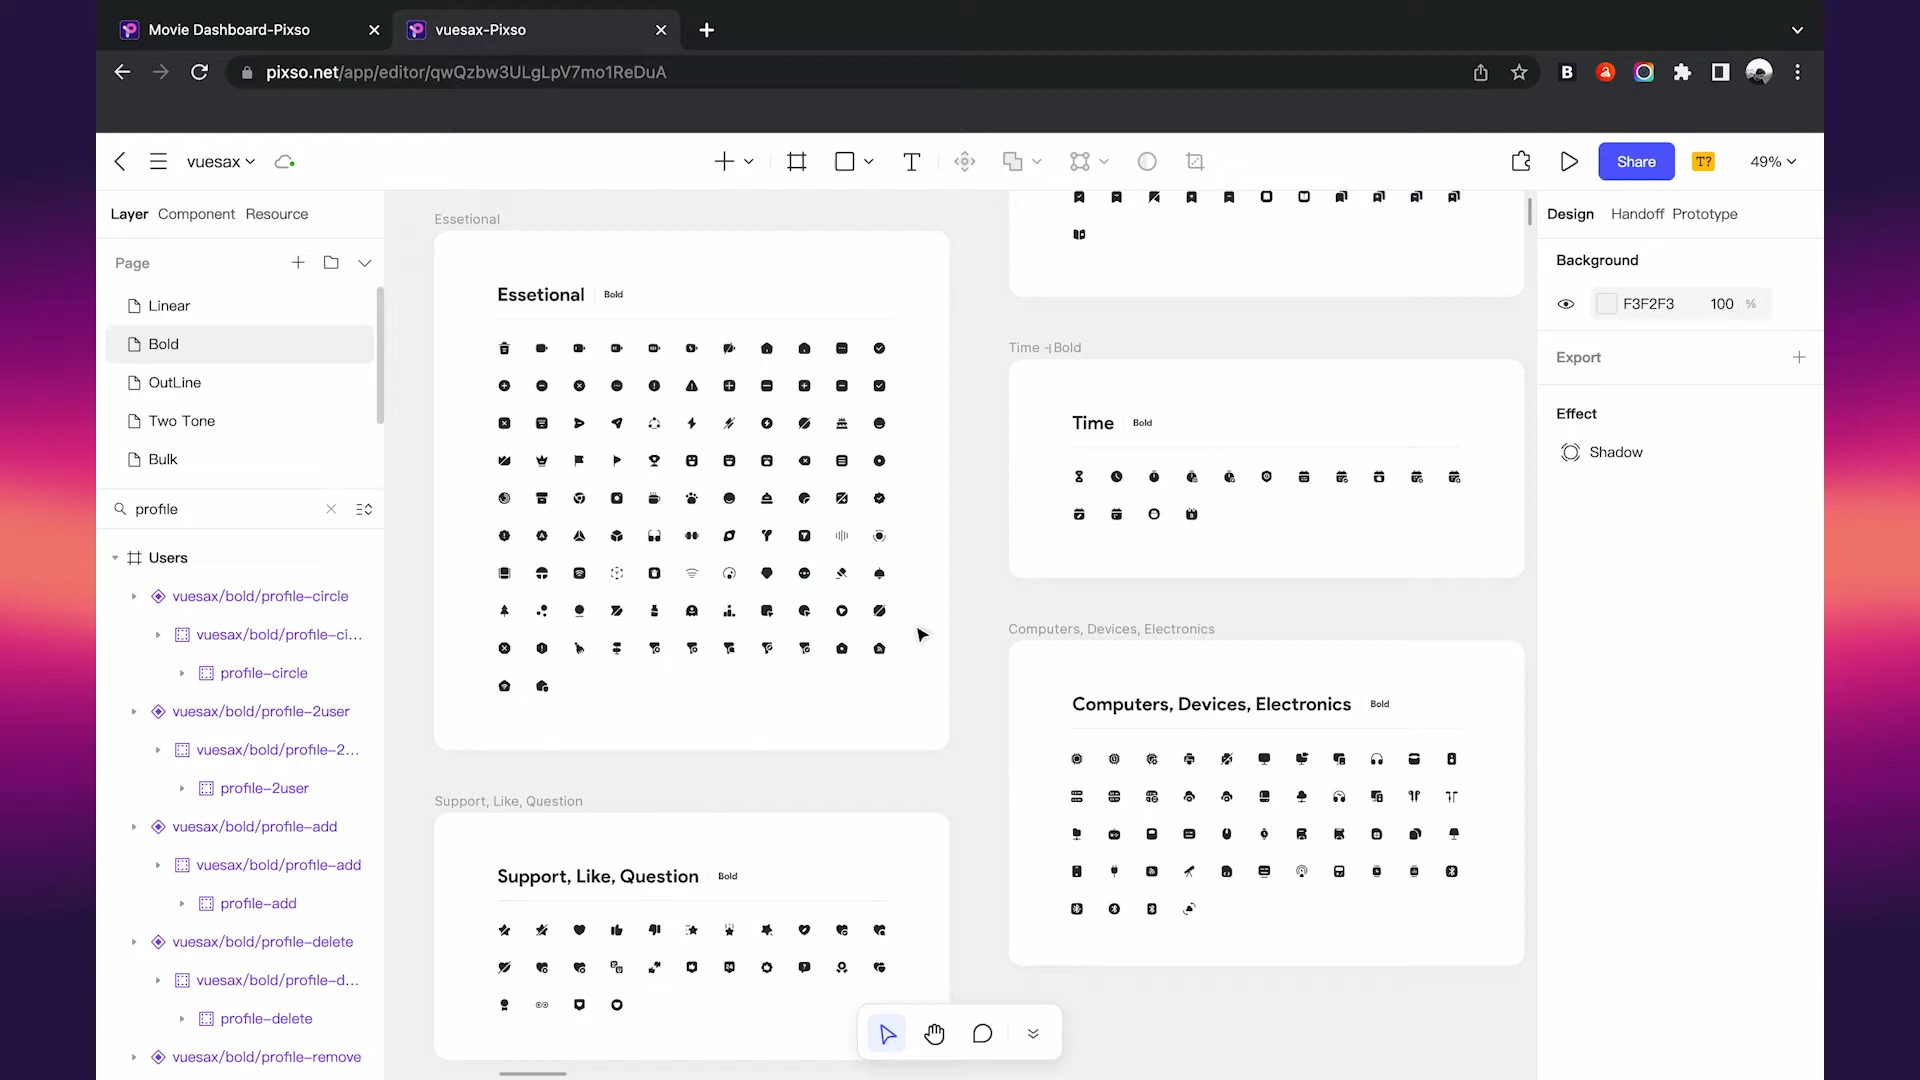 Movie Dashboard-Pixso
vuesax-Pixso
pixso.net/app/editor/qwQzbw3ULgLpV7mo1ReDuA
vuesax
T?
Share
49%
Layer
Component
Resource
Design
Handoff
Prototype
Page
Linear
Bold
OutLine
Two Tone
Bulk
profile
Users
vuesax/bold/profile-circle
vuesax/bold/profile-ci...
profile-circle
vuesax/bold/profile-2user
vuesax/bold/profile-2...
profile-2user
vuesax/bold/profile-add
vuesax/bold/profile-add
profile-add
vuesax/bold/profile-delete
vuesax/bold/profile-d...
profile-delete
vuesax/bold/profile-remove
Essetional
Essetional Bold
Support, Like, Question
Support, Like, Question Bold
Time -|Bold
Time Bold
Computers, Devices, Electronics
Computers, Devices, Electronics Bold
Background
F3F2F3 100 %
Export
Effect
Shadow